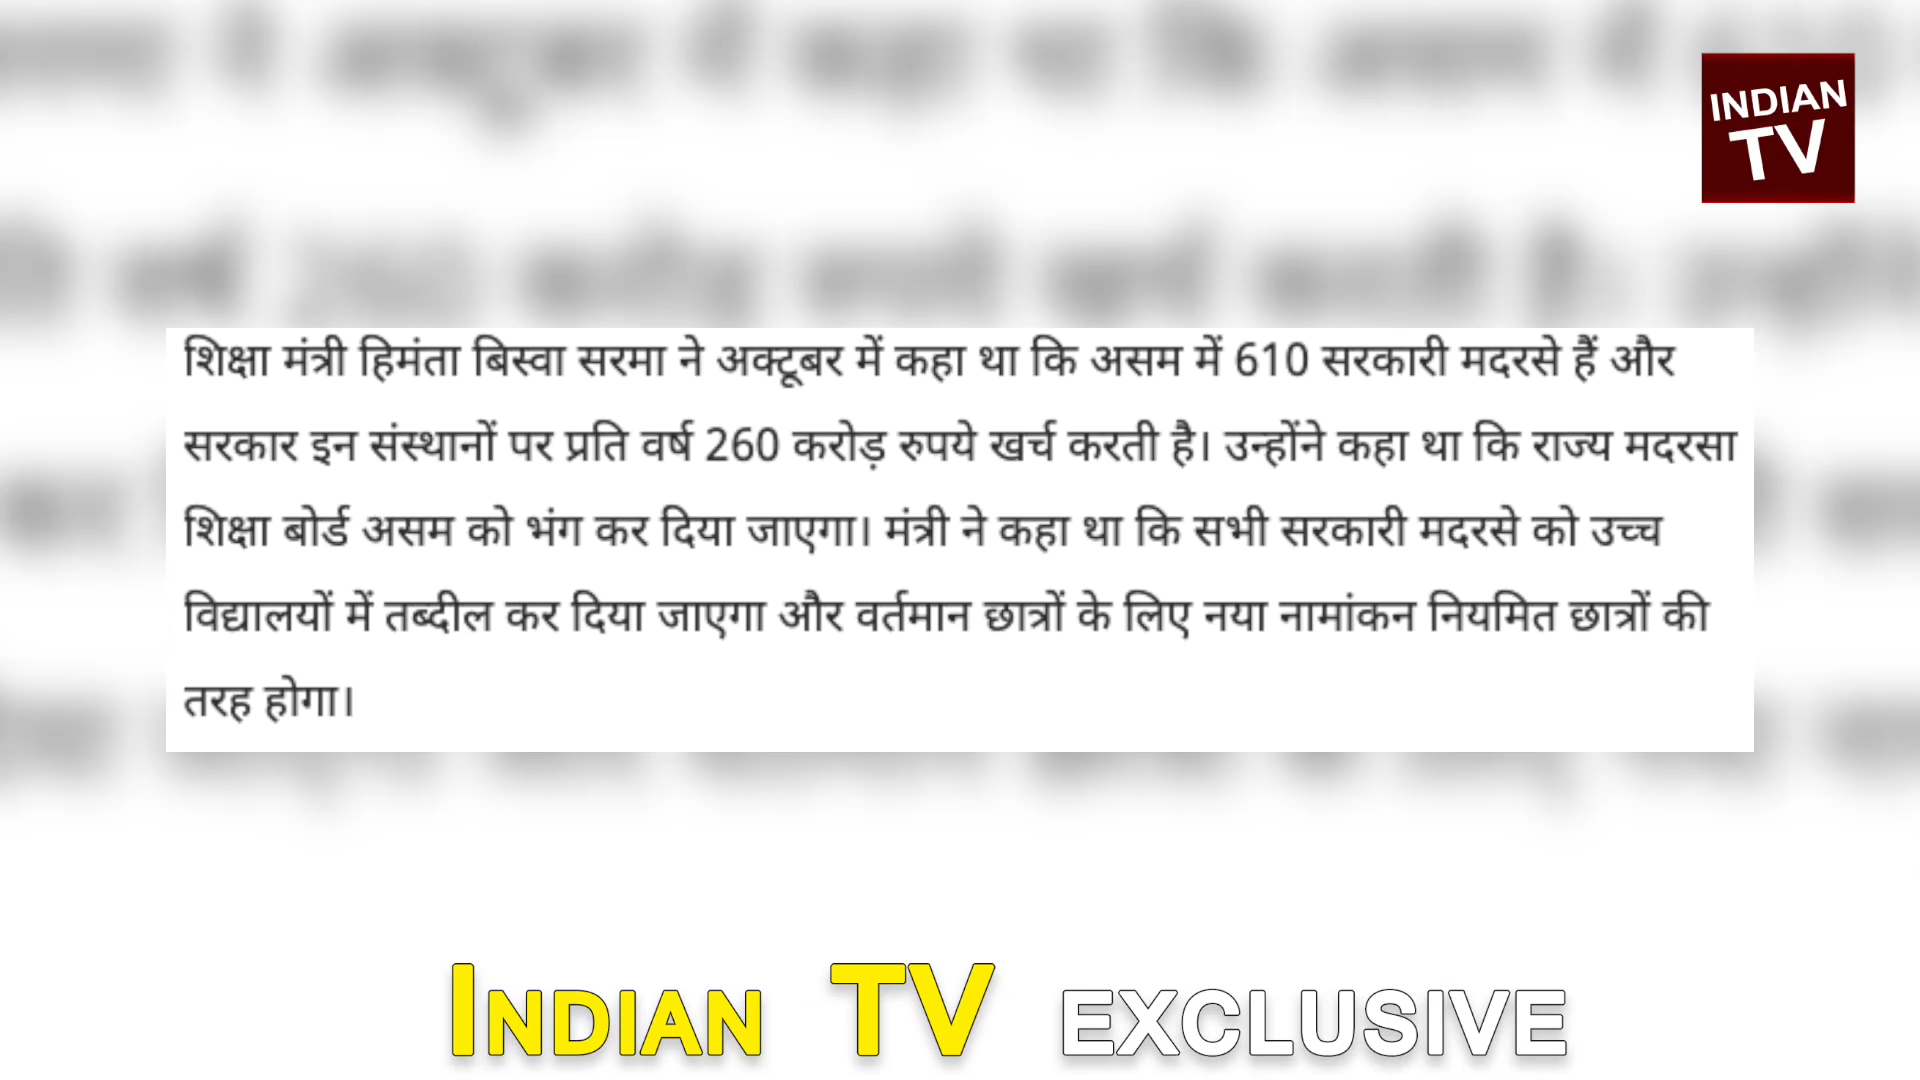 INDIAN
TV
शिक्षा मंत्री हिमंता बिस्वा सरमा ने अक्टूबर में कहा था कि असम में 610 सरकारी मदरसे हैं और
सरकार इन संस्थानों पर प्रति वर्ष 260 करोड़ रुपये खर्च करती है। उन्होंने कहा था कि राज्य मदरसा
शिक्षा बोर्ड असम को भंग कर दिया जाएगा। मंत्री ने कहा था कि सभी सरकारी मदरसे को उच्च
विद्यालयों में तब्दील कर दिया जाएगा और वर्तमान छात्रों के लिए नया नामांकन नियमित छात्रों की
तरह होगा।
INDIAN TV EXCLUSIVE